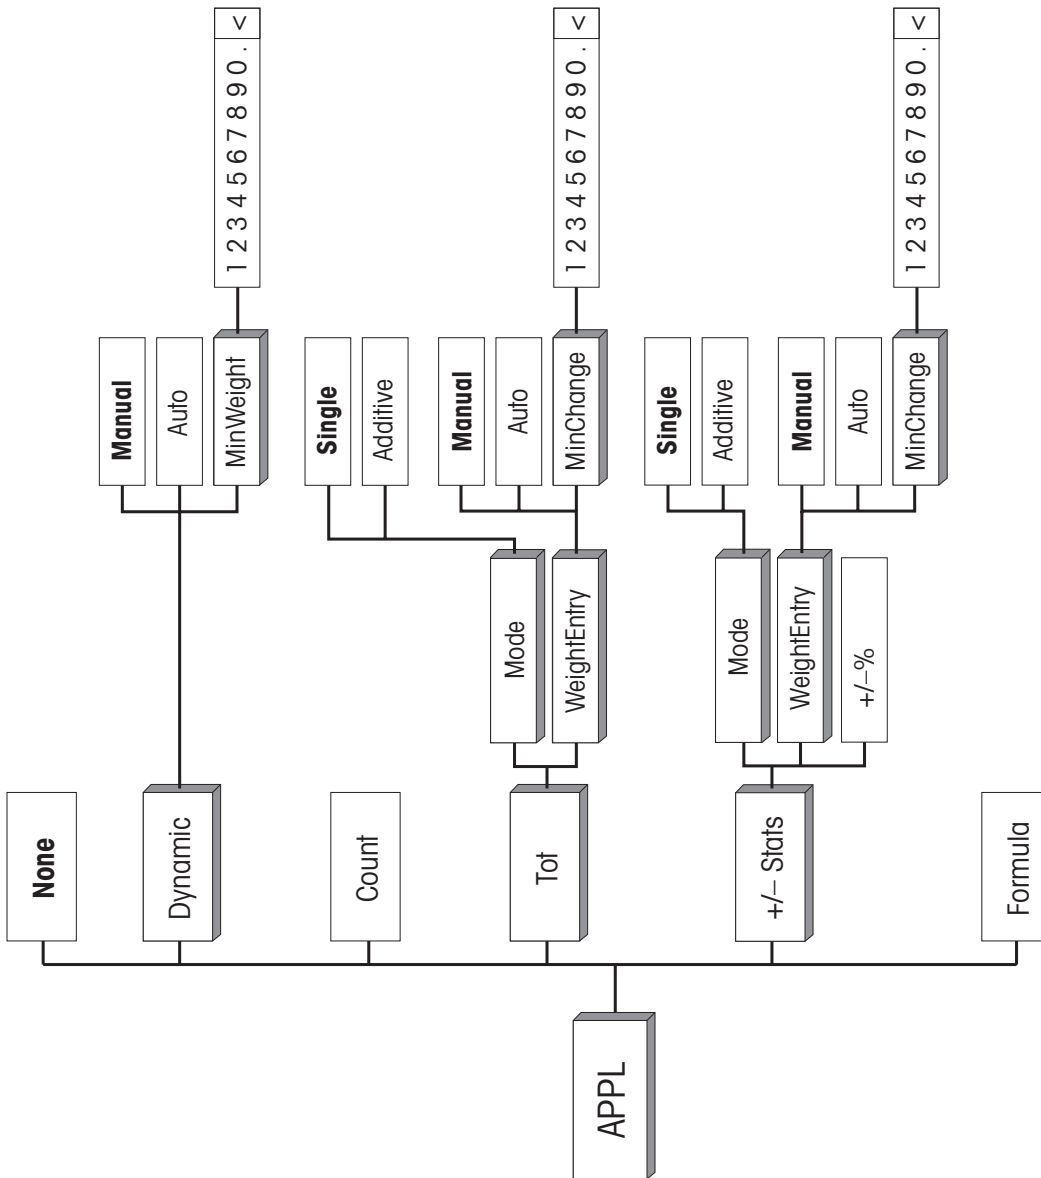 APPL
None
Dynamic
Manual
Auto
MinWeight
1 2 3 4 5 6 7 8 9 0 . <
Count
Tot
Mode
Single
Additive
WeightEntry
Manual
Auto
MinChange
1 2 3 4 5 6 7 8 9 0 . <
+/– Stats
Mode
Single
Additive
WeightEntry
Manual
Auto
MinChange
1 2 3 4 5 6 7 8 9 0 . <
+/–%
Formula